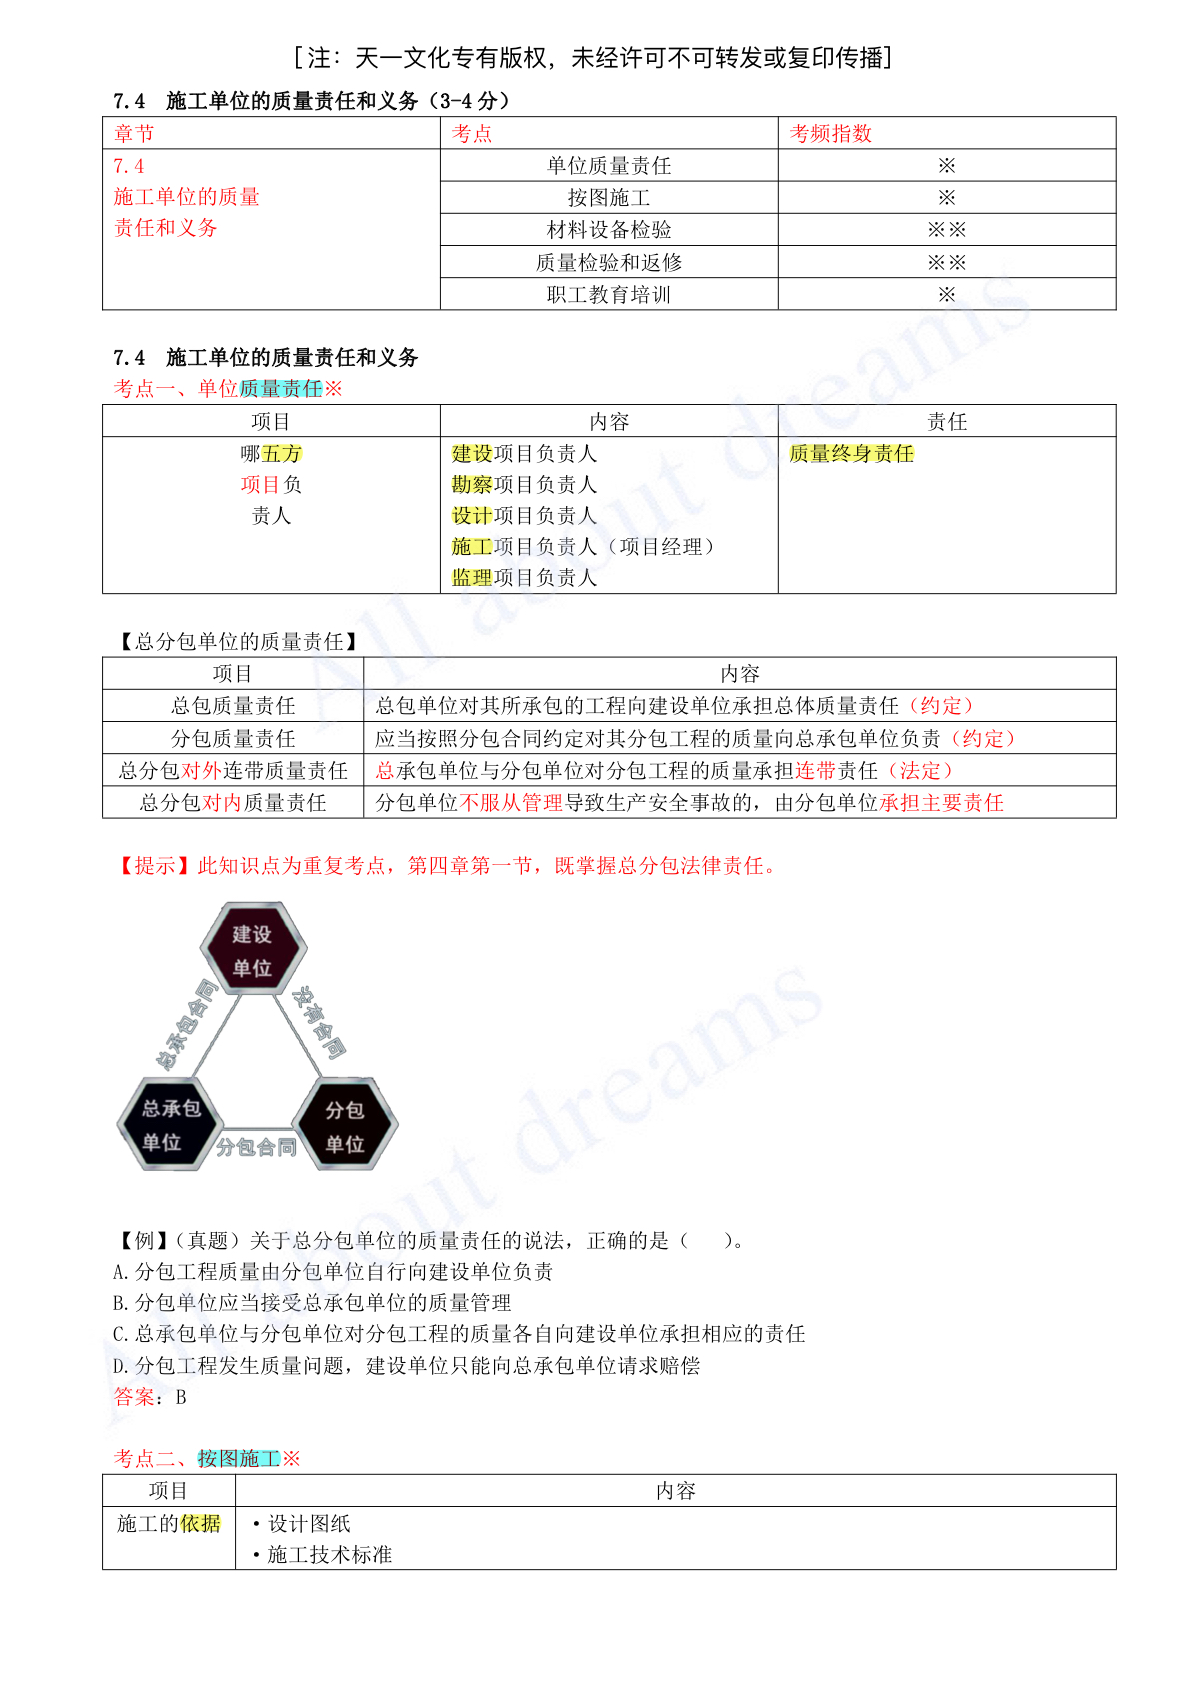 [注：天一文化专有版权，未经许可不可转发或复印传播]
7.4 施工单位的质量责任和义务（3-4 分）
章节 考点 考频指数
7.4 单位质量责任 ※
施工单位的质量 按图施工 ※
责任和义务 材料设备检验 ※※
质量检验和返修 ※※
职工教育培训 ※
7.4 施工单位的质量责任和义务
考点一、单位质量责任※
项目 内容 责任
哪五方 建设项目负责人 质量终身责任
项目负 勘察项目负责人
责人 设计项目负责人
施工项目负责人（项目经理）
监理项目负责人
【总分包单位的质量责任】
项目 内容
总包质量责任 总包单位对其所承包的工程向建设单位承担总体质量责任（约定）
分包质量责任 应当按照分包合同约定对其分包工程的质量向总承包单位负责（约定）
总分包对外连带质量责任 总承包单位与分包单位对分包工程的质量承担连带责任（法定）
总分包对内质量责任 分包单位不服从管理导致生产安全事故的，由分包单位承担主要责任
【提示】此知识点为重复考点，第四章第一节，既掌握总分包法律责任。
建设
单位
总承包合同
没有合同
总承包
单位
分包合同
分包
单位
【例】（真题）关于总分包单位的质量责任的说法，正确的是（ ）。
A.分包工程质量由分包单位自行向建设单位负责
B.分包单位应当接受总承包单位的质量管理
C.总承包单位与分包单位对分包工程的质量各自向建设单位承担相应的责任
D.分包工程发生质量问题，建设单位只能向总承包单位请求赔偿
答案：B
考点二、按图施工※
项目 内容
施工的依据 ·设计图纸
·施工技术标准
All about dreams
All about dreams